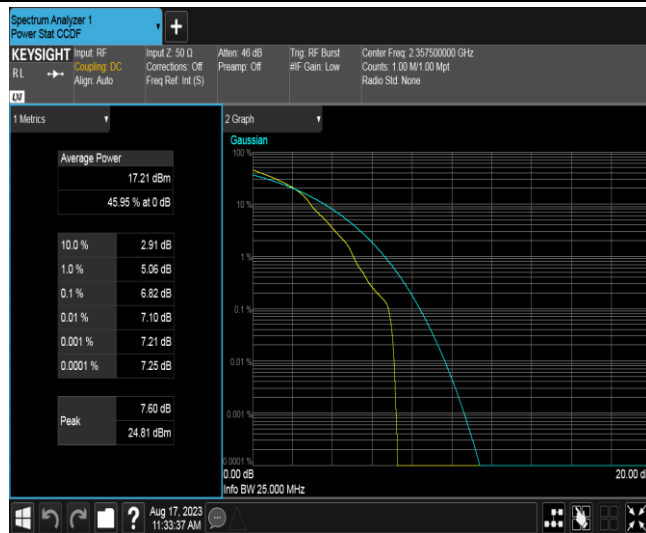 Spectrum Analyzer 1
Power Stat CCDF
+
KEYSIGHT
RL
LXI
Input: RF
Coupling: DC
Align: Auto
Input Z: 50 Ω
Corrections: Off
Freq Ref: Int (S)
Atten: 46 dB
Preamp: Off
Trig: RF Burst
#IF Gain: Low
Center Freq: 2.357500000 GHz
Counts: 1.00 M/1.00 Mpt
Radio Std: None
1 Metrics
Average Power
17.21 dBm
45.95 % at 0 dB
10.0 % 2.91 dB
1.0 % 5.06 dB
0.1 % 6.82 dB
0.01 % 7.10 dB
0.001 % 7.21 dB
0.0001 % 7.25 dB
Peak
7.60 dB
24.81 dBm
2 Graph
Gaussian
100 %
10 %
1 %
0.1 %
0.01 %
0.001 %
0.0001 %
0.00 dB
20.00 d
Info BW 25.000 MHz
?
Aug 17, 2023
11:33:37 AM